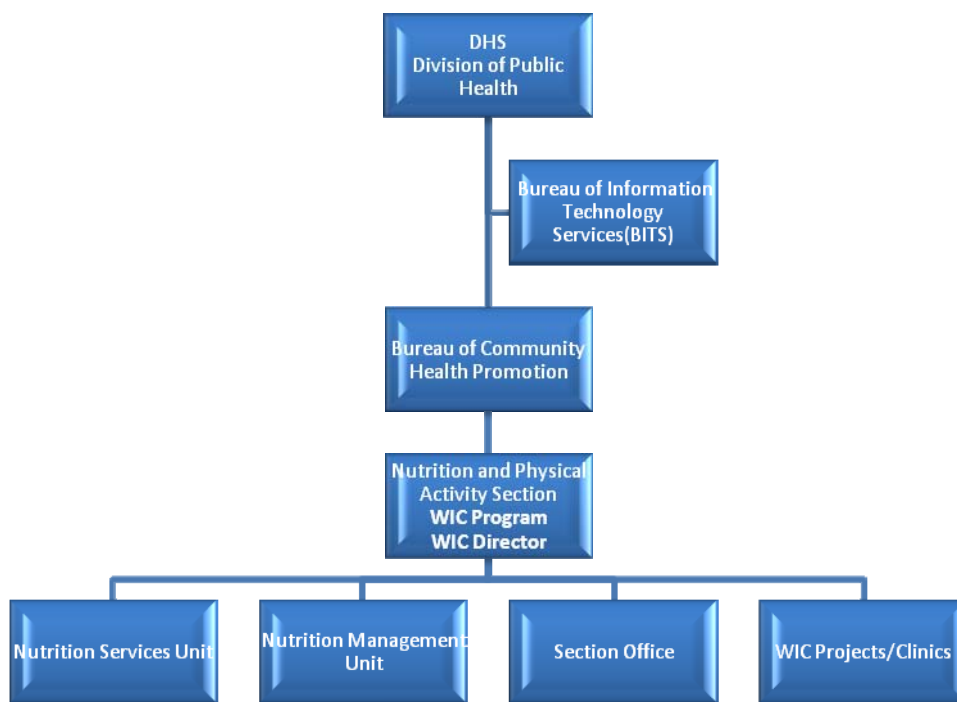 DHS
Division of Public
Health
Bureau of Information
Technology
Services(BITS)
Bureau of Community
Health Promotion
Nutrition and Physical
Activity Section
WIC Program
WIC Director
Nutrition Services Unit
Nutrition Management
Unit
Section Office
WIC Projects/Clinics